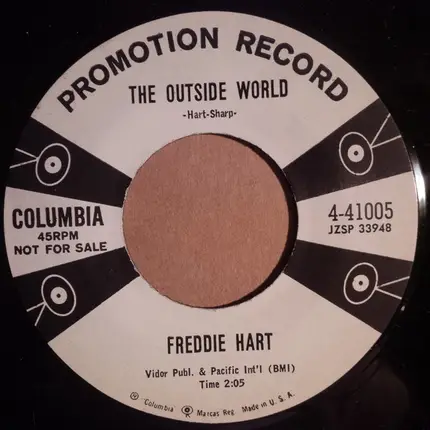 PROMOTION RECORD
THE OUTSIDE WORLD
-Hart-Sharp-
COLUMBIA
45RPM
NOT FOR SALE
4-41005
JZSP 33948
FREDDIE HART
Vidor Publ. & Pacific Int'l (BMI)
Time 2:05
® "Columbia" Marcas Reg. Made in U. S. A.